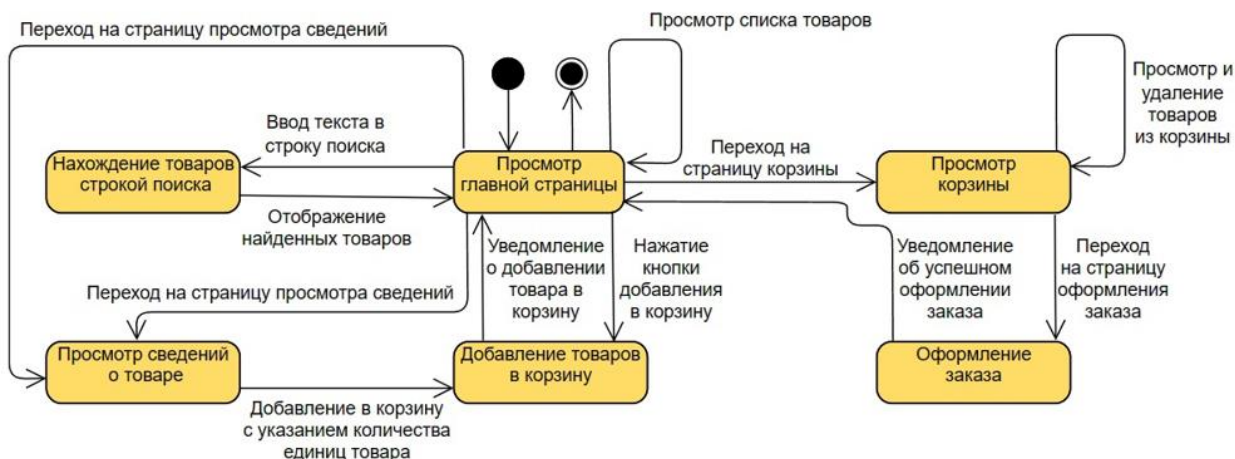 Просмотр списка товаров
Переход на страницу просмотра сведений
Просмотр и
удаление
товаров
из корзины
Ввод текста в
строку поиска
Нахождение товаров
строкой поиска
Просмотр
главной страницы
Переход на
страницу корзины
Просмотр
корзины
Отображение
найденных товаров
Уведомление
о добавлении
товара в
корзину
Нажатие
кнопки
добавления
в корзину
Уведомление
об успешном
оформлении
заказа
Переход
на страницу
оформления
заказа
Переход на страницу просмотра сведений
Просмотр сведений
о товаре
Добавление товаров
в корзину
Оформление
заказа
Добавление в корзину
с указанием количества
единиц товара